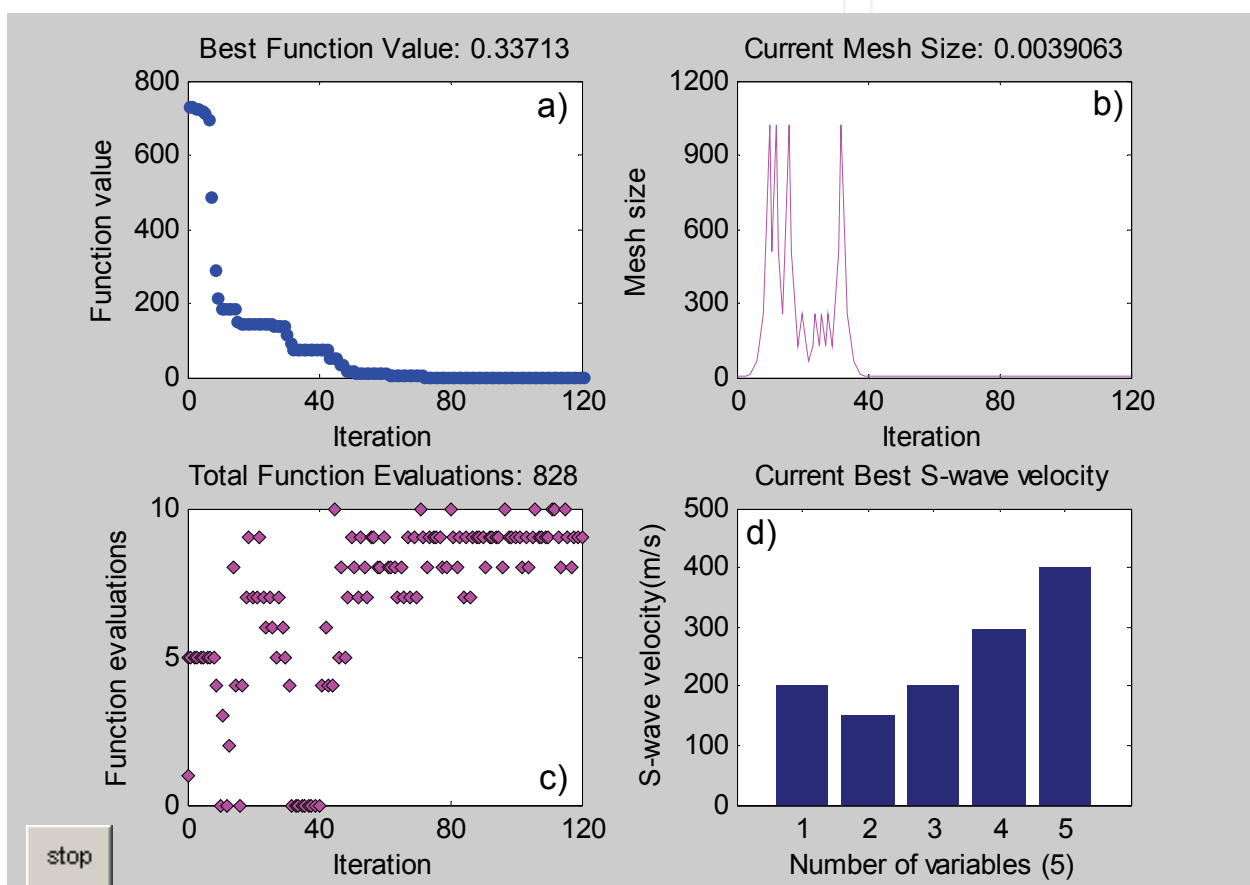 Best Function Value: 0.33713
a)
Function value
800
600
400
200
0
0 40 80 120
Iteration
Current Mesh Size: 0.0039063
b)
Mesh size
1200
900
600
300
0
0 40 80 120
Iteration
Total Function Evaluations: 828
c)
Function evaluations
10
5
0
0 40 80 120
Iteration
Current Best S-wave velocity
d)
S-wave velocity(m/s)
500
400
300
200
100
0
1 2 3 4 5
Number of variables (5)
stop